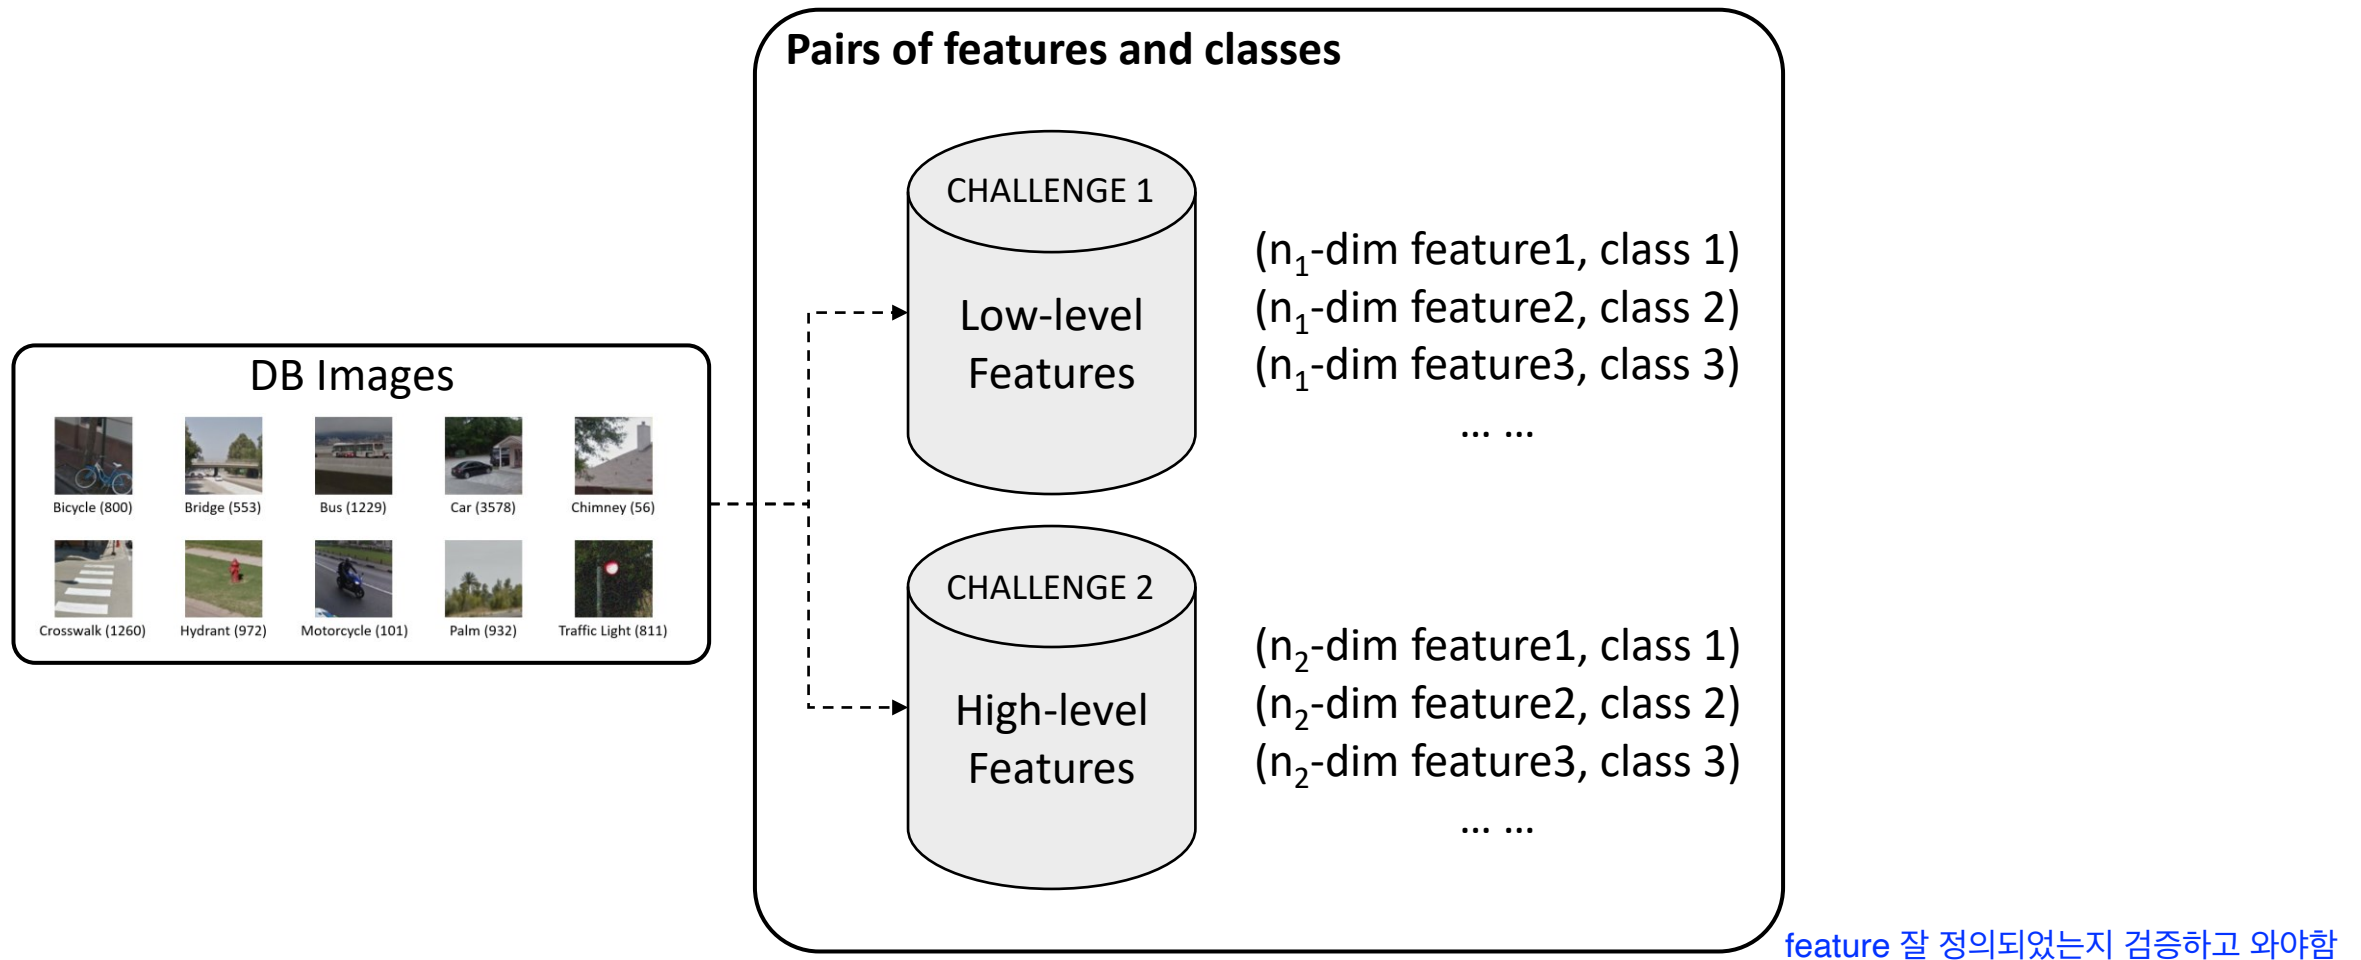 Pairs of features and classes
CHALLENGE 1
Low-level
Features
(n₁-dim feature1, class 1)
(n₁-dim feature2, class 2)
(n₁-dim feature3, class 3)
... ...
DB Images
Bicycle (800) Bridge (553) Bus (1229) Car (3578) Chimney (56)
Crosswalk (1260) Hydrant (972) Motorcycle (101) Palm (932) Traffic Light (811)
CHALLENGE 2
High-level
Features
(n₂-dim feature1, class 1)
(n₂-dim feature2, class 2)
(n₂-dim feature3, class 3)
... ...
feature 잘 정의되었는지 검증하고 와야함